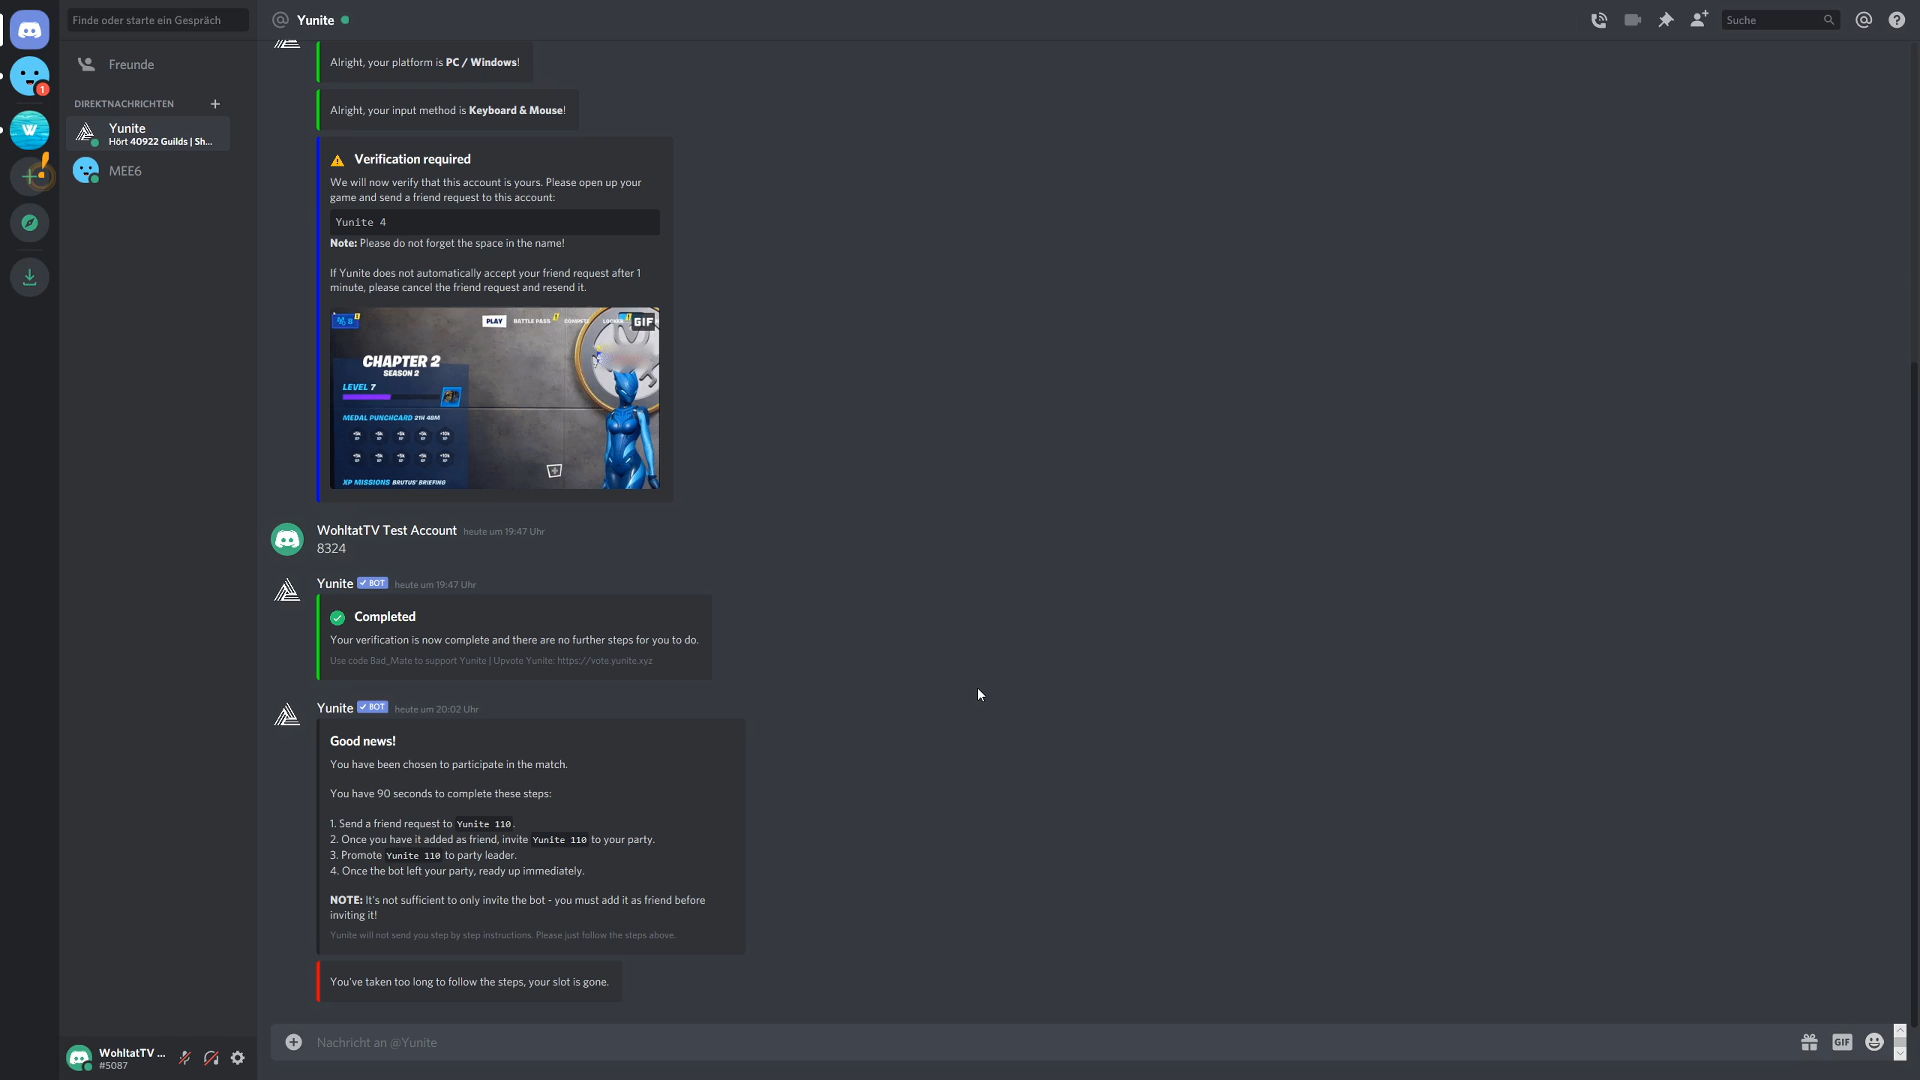 Finde oder starte ein Gespräch
Yunite
Suche
Freunde
DIREKTNACHRICHTEN
Yunite
Hört 40922 Guilds | Sh...
MEE6
1
W
Alright, your platform is PC / Windows!
Alright, your input method is Keyboard & Mouse!
Verification required
We will now verify that this account is yours. Please open up your
game and send a friend request to this account:
Yunite 4
Note: Please do not forget the space in the name!
If Yunite does not automatically accept your friend request after 1
minute, please cancel the friend request and resend it.
PLAY BATTLE PASS COMPETE LOCKER GIF
CHAPTER 2
SEASON 2
LEVEL 7
MEDAL PUNCHCARD 21H 48M
XP MISSIONS BRUTUS' BRIEFING
WohltatTV Test Account heute um 19:47 Uhr
8324
Yunite BOT heute um 19:47 Uhr
Completed
Your verification is now complete and there are no further steps for you to do.
Use code Bad_Mate to support Yunite | Upvote Yunite: https://vote.yunite.xyz
Yunite BOT heute um 20:02 Uhr
Good news!
You have been chosen to participate in the match.
You have 90 seconds to complete these steps:
1. Send a friend request to Yunite 110.
2. Once you have it added as friend, invite Yunite 110 to your party.
3. Promote Yunite 110 to party leader.
4. Once the bot left your party, ready up immediately.
NOTE: It's not sufficient to only invite the bot - you must add it as friend before
inviting it!
Yunite will not send you step by step instructions. Please just follow the steps above.
You've taken too long to follow the steps, your slot is gone.
Nachricht an @Yunite
GIF
WohltatTV ...
#5087